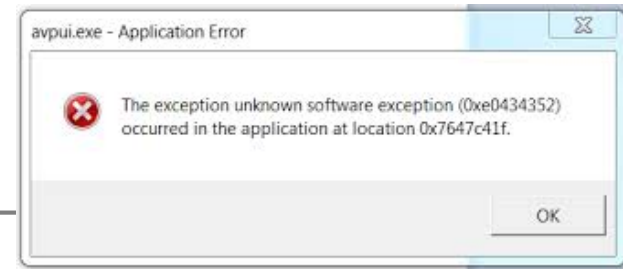 avpui.exe - Application Error
The exception unknown software exception (0xe0434352)
occurred in the application at location 0x7647c41f.
OK